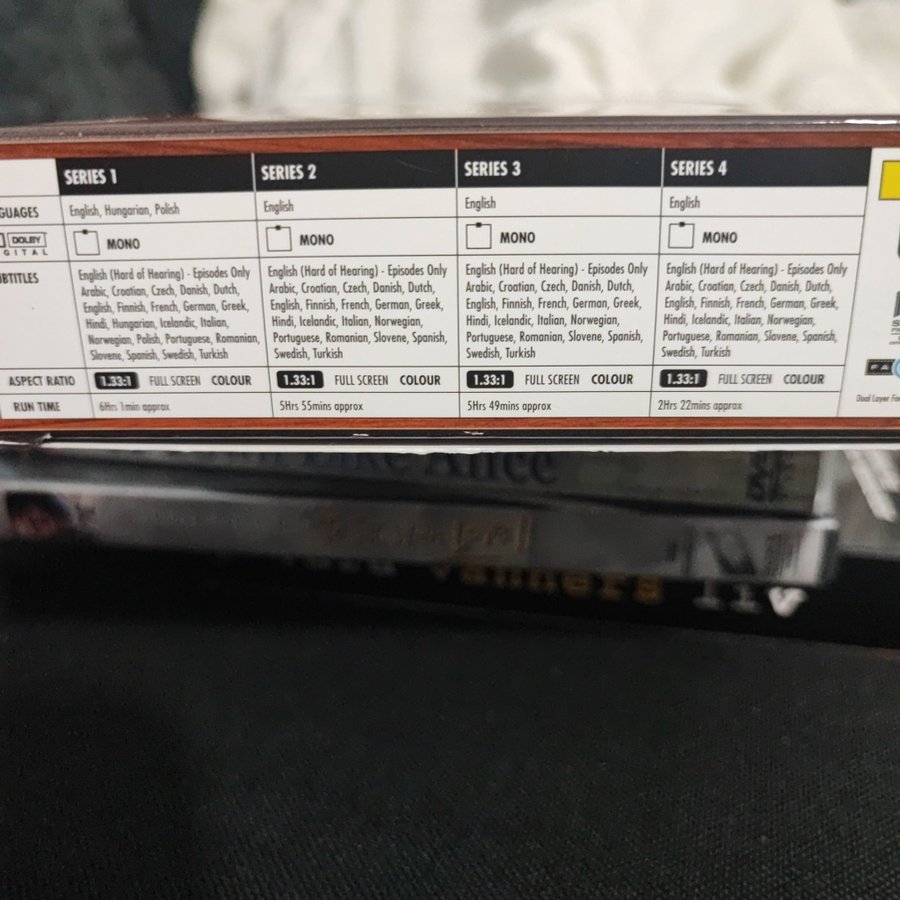 SERIES 1 SERIES 2 SERIES 3 SERIES 4
GUAGES English, Hungarian, Polish English English English
DOLBY
GITAL MONO MONO MONO MONO
BTITLES
English (Hard of Hearing) - Episodes Only
Arabic, Croatian, Czech, Danish, Dutch,
English, Finnish, French, German, Greek,
Hindi, Hungarian, Icelandic, Italian,
Norwegian, Polish, Portuguese, Romanian,
Slovene, Spanish, Swedish, Turkish
English (Hard of Hearing) - Episodes Only
Arabic, Croatian, Czech, Danish, Dutch,
English, Finnish, French, German, Greek,
Hindi, Icelandic, Italian, Norwegian,
Portuguese, Romanian, Slovene, Spanish,
Swedish, Turkish
English (Hard of Hearing) - Episodes Only
Arabic, Croatian, Czech, Danish, Dutch,
English, Finnish, French, German, Greek,
Hindi, Icelandic, Italian, Norwegian,
Portuguese, Romanian, Slovene, Spanish,
Swedish, Turkish
English (Hard of Hearing) - Episodes Only
Arabic, Croatian, Czech, Danish, Dutch,
English, Finnish, French, German, Greek,
Hindi, Icelandic, Italian, Norwegian,
Portuguese, Romanian, Slovene, Spanish,
Swedish, Turkish
ASPECT RATIO 1.33:1 FULL SCREEN COLOUR 1.33:1 FULL SCREEN COLOUR 1.33:1 FULL SCREEN COLOUR 1.33:1 FULL SCREEN COLOUR
RUN TIME 6Hrs 1min approx 5Hrs 55mins approx 5Hrs 49mins approx 2Hrs 22mins approx
FA
Dual Layer Fo
Like Alice